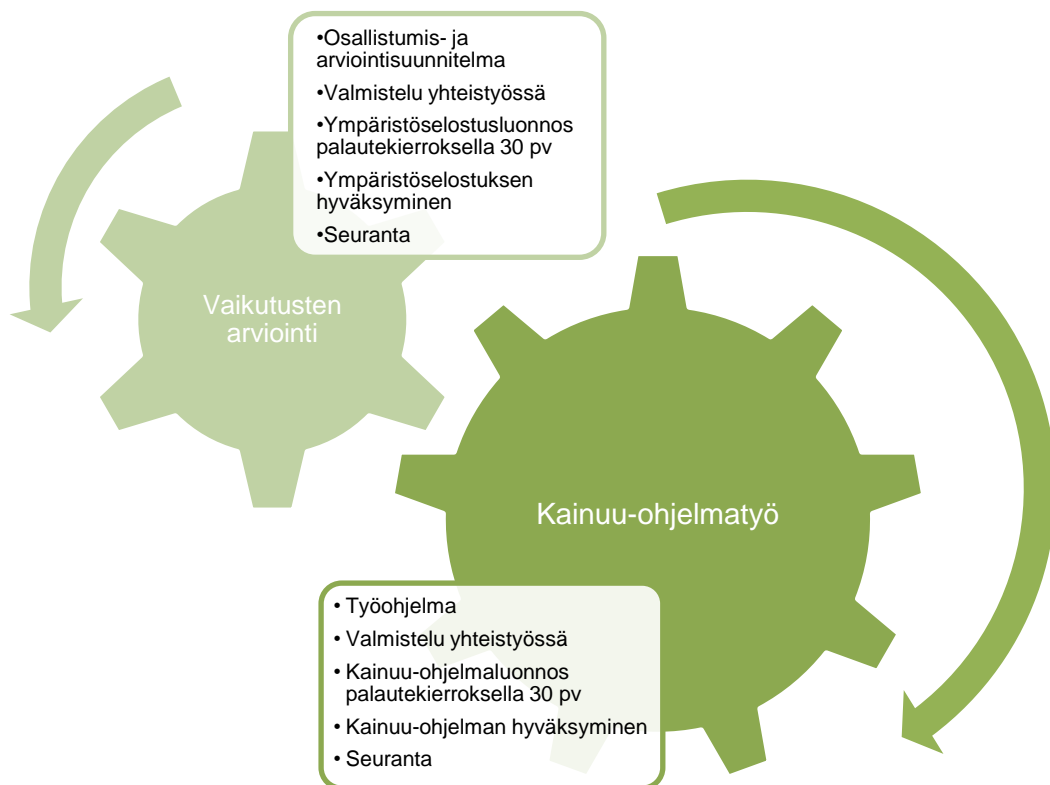 •Osallistumis- ja
arviointisuunnitelma
•Valmistelu yhteistyössä
•Ympäristöselostusluonnos
palautekierroksella 30 pv
•Ympäristöselostuksen
hyväksyminen
•Seuranta
Vaikutusten
arviointi
Kainuu-ohjelmatyö
• Työohjelma
• Valmistelu yhteistyössä
• Kainuu-ohjelmaluonnos
palautekierroksella 30 pv
• Kainuu-ohjelman hyväksyminen
• Seuranta